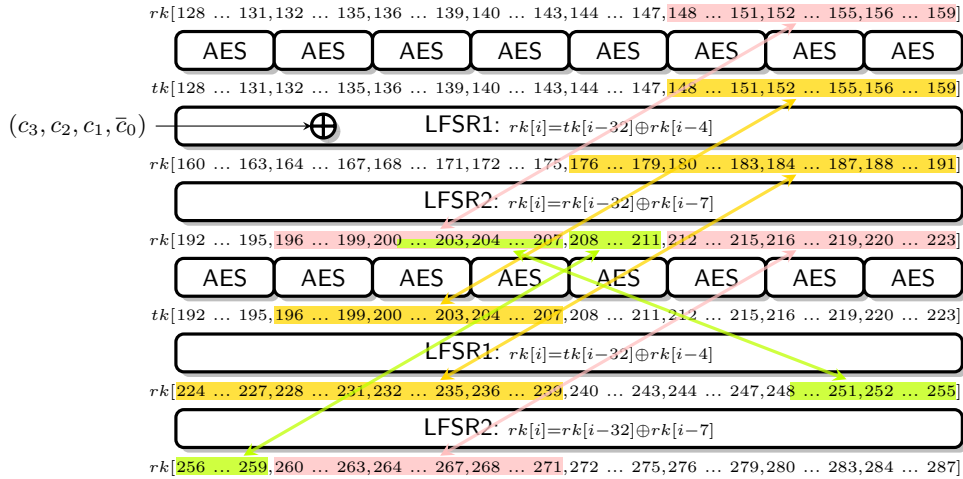 rk[128 ... 131,132 ... 135,136 ... 139,140 ... 143,144 ... 147,148 ... 151,152 ... 155,156 ... 159]
AES AES AES AES AES AES AES AES
tk[128 ... 131,132 ... 135,136 ... 139,140 ... 143,144 ... 147,148 ... 151,152 ... 155,156 ... 159]
(c₃, c₂, c₁, c̄₀) ⊕ LFSR1: rk[i]=tk[i−32]⊕rk[i−4]
rk[160 ... 163,164 ... 167,168 ... 171,172 ... 175,176 ... 179,180 ... 183,184 ... 187,188 ... 191]
LFSR2: rk[i]=rk[i−32]⊕rk[i−7]
rk[192 ... 195,196 ... 199,200 ... 203,204 ... 207,208 ... 211,212 ... 215,216 ... 219,220 ... 223]
AES AES AES AES AES AES AES AES
tk[192 ... 195,196 ... 199,200 ... 203,204 ... 207,208 ... 211,212 ... 215,216 ... 219,220 ... 223]
LFSR1: rk[i]=tk[i−32]⊕rk[i−4]
rk[224 ... 227,228 ... 231,232 ... 235,236 ... 239,240 ... 243,244 ... 247,248 ... 251,252 ... 255]
LFSR2: rk[i]=rk[i−32]⊕rk[i−7]
rk[256 ... 259,260 ... 263,264 ... 267,268 ... 271,272 ... 275,276 ... 279,280 ... 283,284 ... 287]